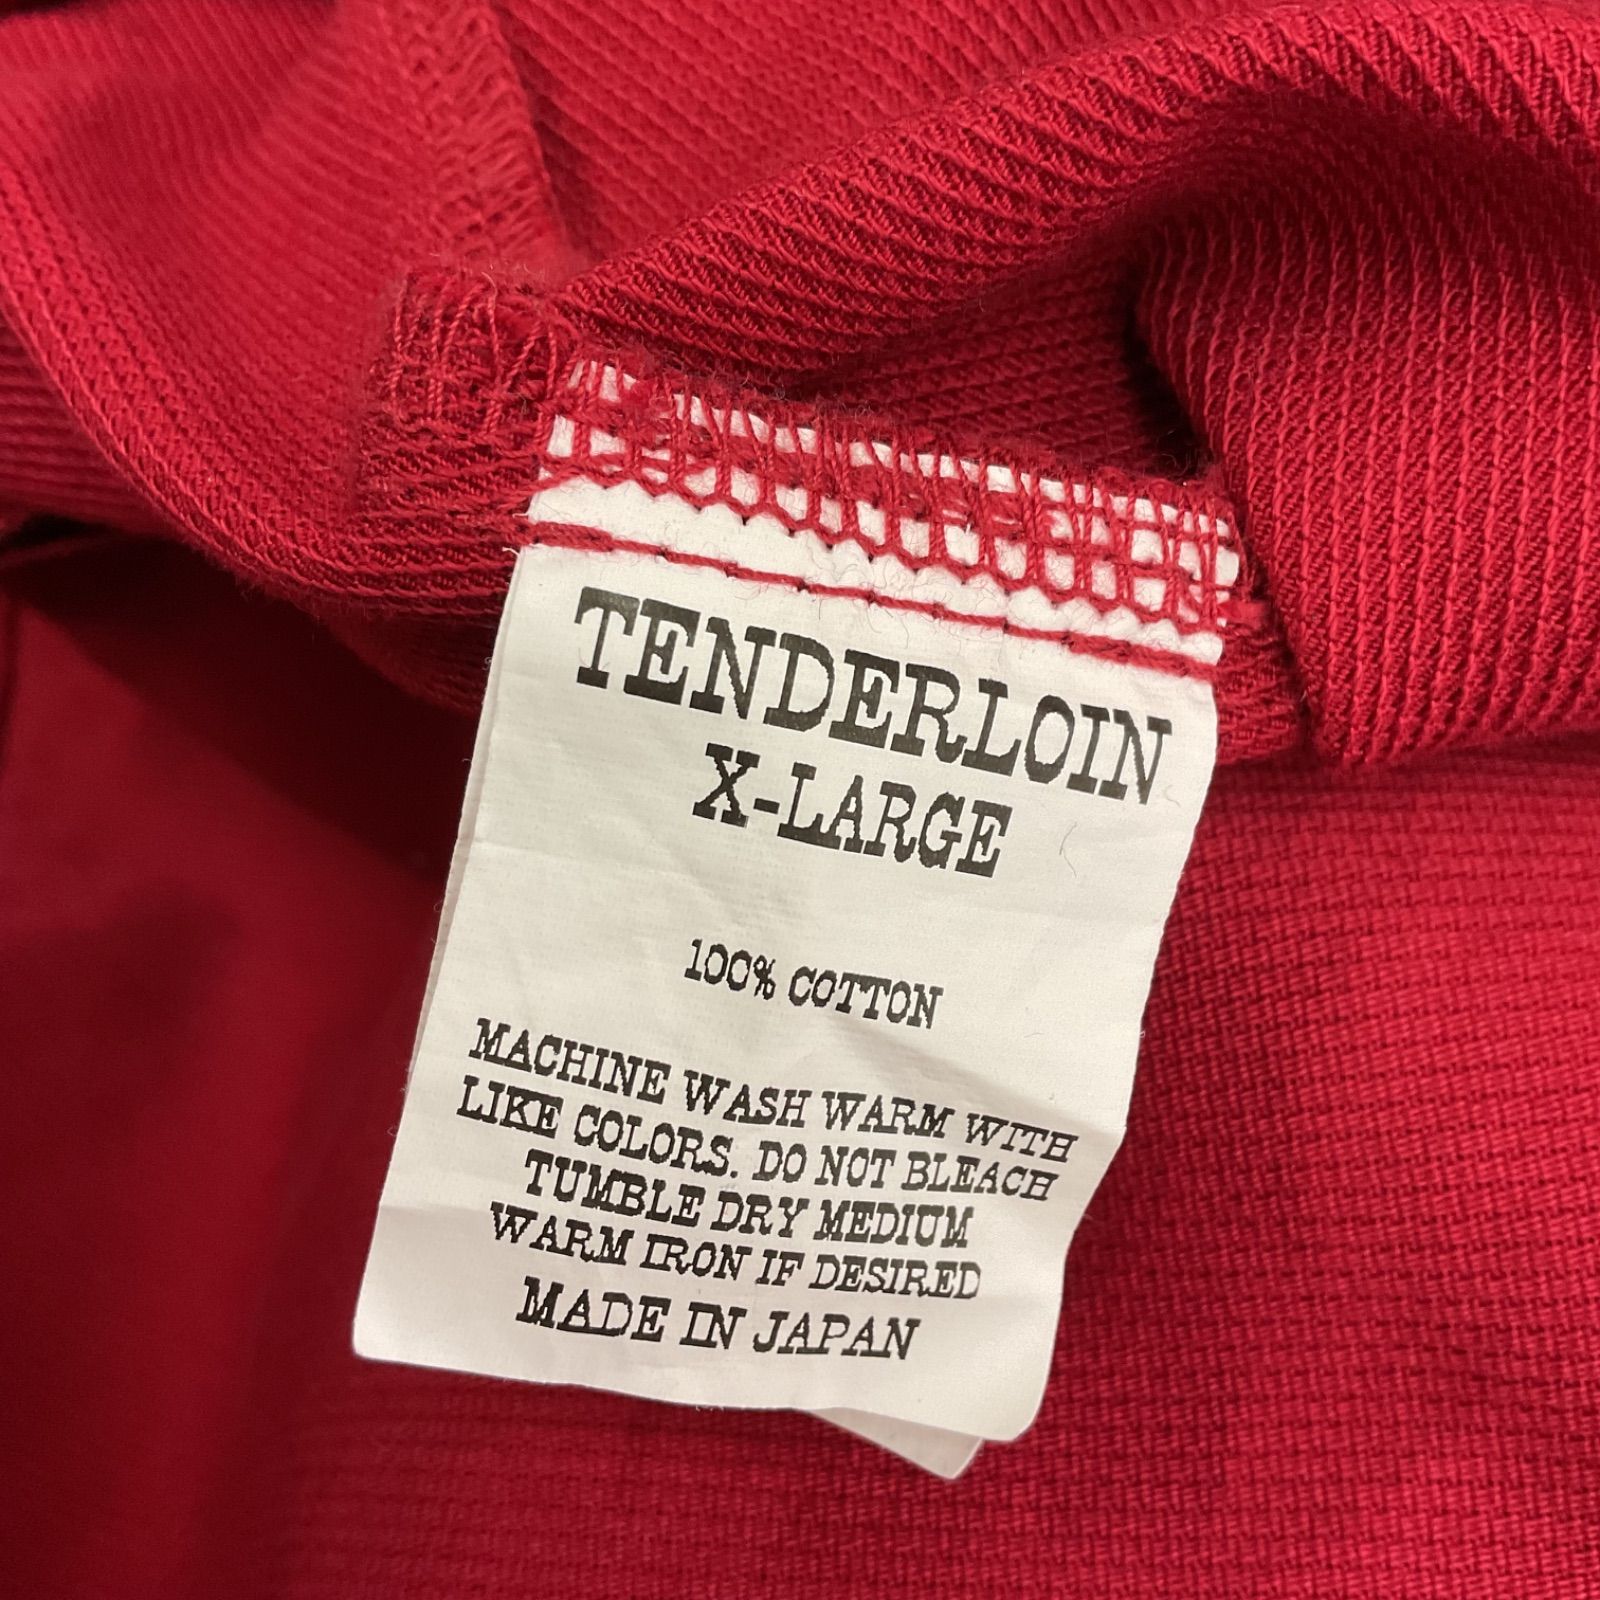 TENDERLOIN
X-LARGE
100% COTTON
MACHINE WASH WARM WITH
LIKE COLORS. DO NOT BLEACH
TUMBLE DRY MEDIUM
WARM IRON IF DESIRED
MADE IN JAPAN